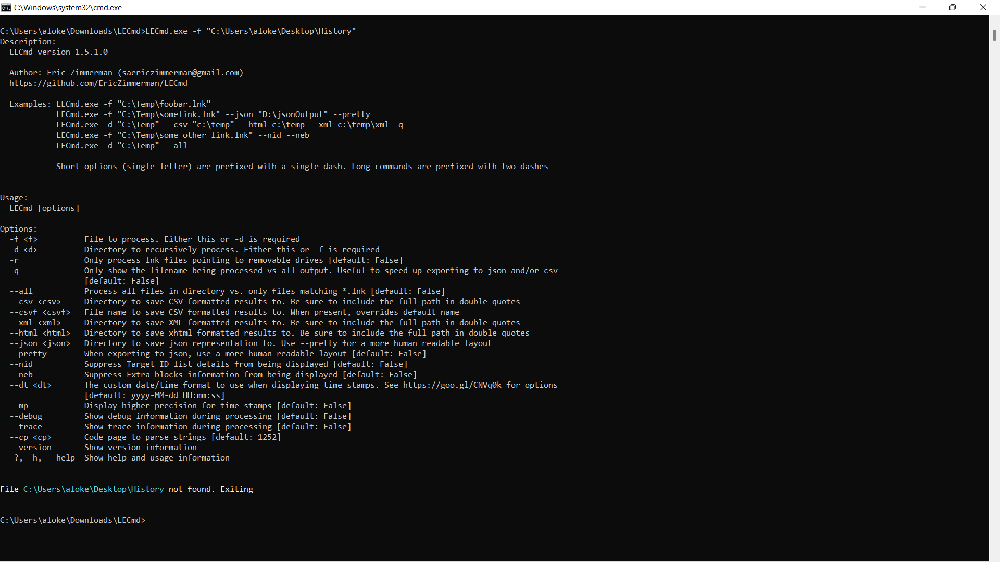 C:\Windows\system32\cmd.exe
C:\Users\aloke\Downloads\LECmd>LECmd.exe -f "C:\Users\aloke\Desktop\History"
Description:
  LECmd version 1.5.1.0
  Author: Eric Zimmerman (saericzimmerman@gmail.com)
  https://github.com/EricZimmerman/LECmd
  Examples: LECmd.exe -f "C:\Temp\foobar.lnk"
            LECmd.exe -f "C:\Temp\somelink.lnk" --json "D:\jsonOutput" --pretty
            LECmd.exe -d "C:\Temp" --csv "c:\temp" --html c:\temp --xml c:\temp\xml -q
            LECmd.exe -f "C:\Temp\some other link.lnk" --nid --neb
            LECmd.exe -d "C:\Temp" --all
            Short options (single letter) are prefixed with a single dash. Long commands are prefixed with two dashes
Usage:
  LECmd [options]
Options:
  -f <f>          File to process. Either this or -d is required
  -d <d>          Directory to recursively process. Either this or -f is required
  -r              Only process lnk files pointing to removable drives [default: False]
  -q              Only show the filename being processed vs all output. Useful to speed up exporting to json and/or csv
                  [default: False]
  --all           Process all files in directory vs. only files matching *.lnk [default: False]
  --csv <csv>     Directory to save CSV formatted results to. Be sure to include the full path in double quotes
  --csvf <csvf>   File name to save CSV formatted results to. When present, overrides default name
  --xml <xml>     Directory to save XML formatted results to. Be sure to include the full path in double quotes
  --html <html>   Directory to save xhtml formatted results to. Be sure to include the full path in double quotes
  --json <json>   Directory to save json representation to. Use --pretty for a more human readable layout
  --pretty        When exporting to json, use a more human readable layout [default: False]
  --nid           Suppress Target ID list details from being displayed [default: False]
  --neb           Suppress Extra blocks information from being displayed [default: False]
  --dt <dt>       The custom date/time format to use when displaying time stamps. See https://goo.gl/CNVq0k for options
                  [default: yyyy-MM-dd HH:mm:ss]
  --mp            Display higher precision for time stamps [default: False]
  --debug         Show debug information during processing [default: False]
  --trace         Show trace information during processing [default: False]
  --cp <cp>       Code page to parse strings [default: 1252]
  --version       Show version information
  -?, -h, --help  Show help and usage information
File C:\Users\aloke\Desktop\History not found. Exiting
C:\Users\aloke\Downloads\LECmd>